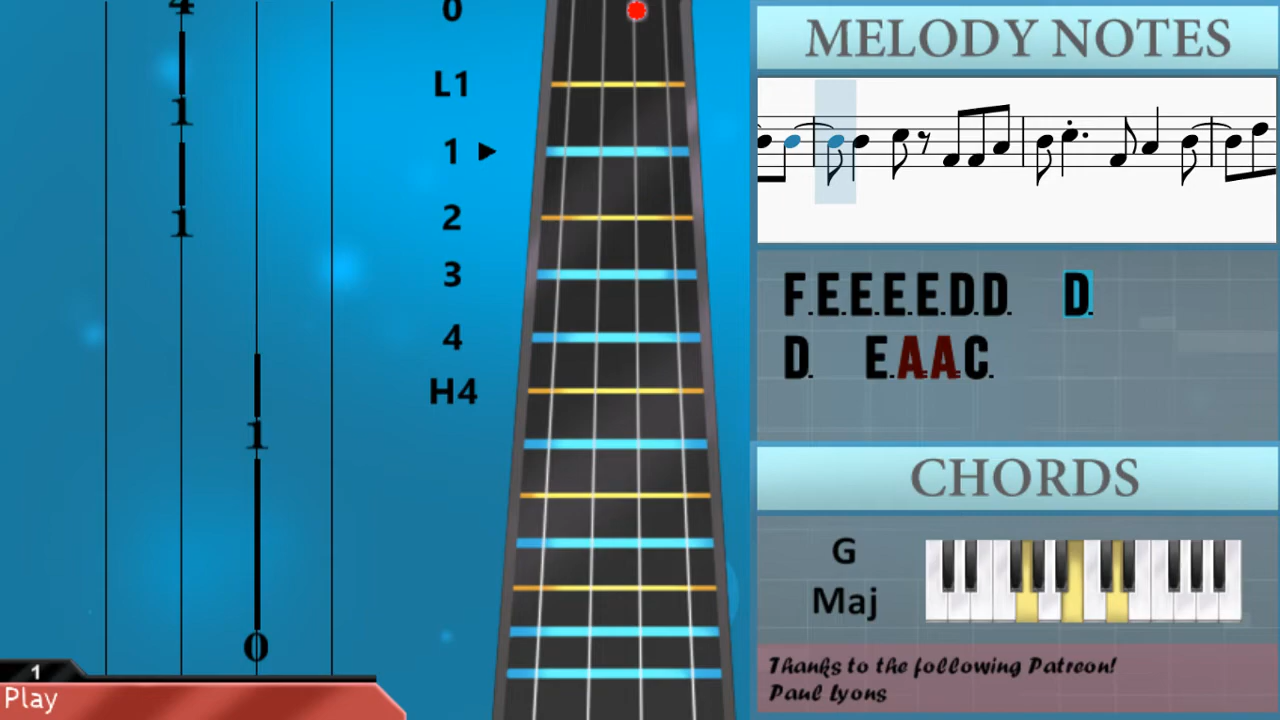 4
1
1
1
0
1
Play
0
L1
1
2
3
4
H4
MELODY NOTES
F.E.E.E.E.D.D. D.
D. E.A.A.C.
CHORDS
G
Maj
Thanks to the following Patreon!
Paul Lyons